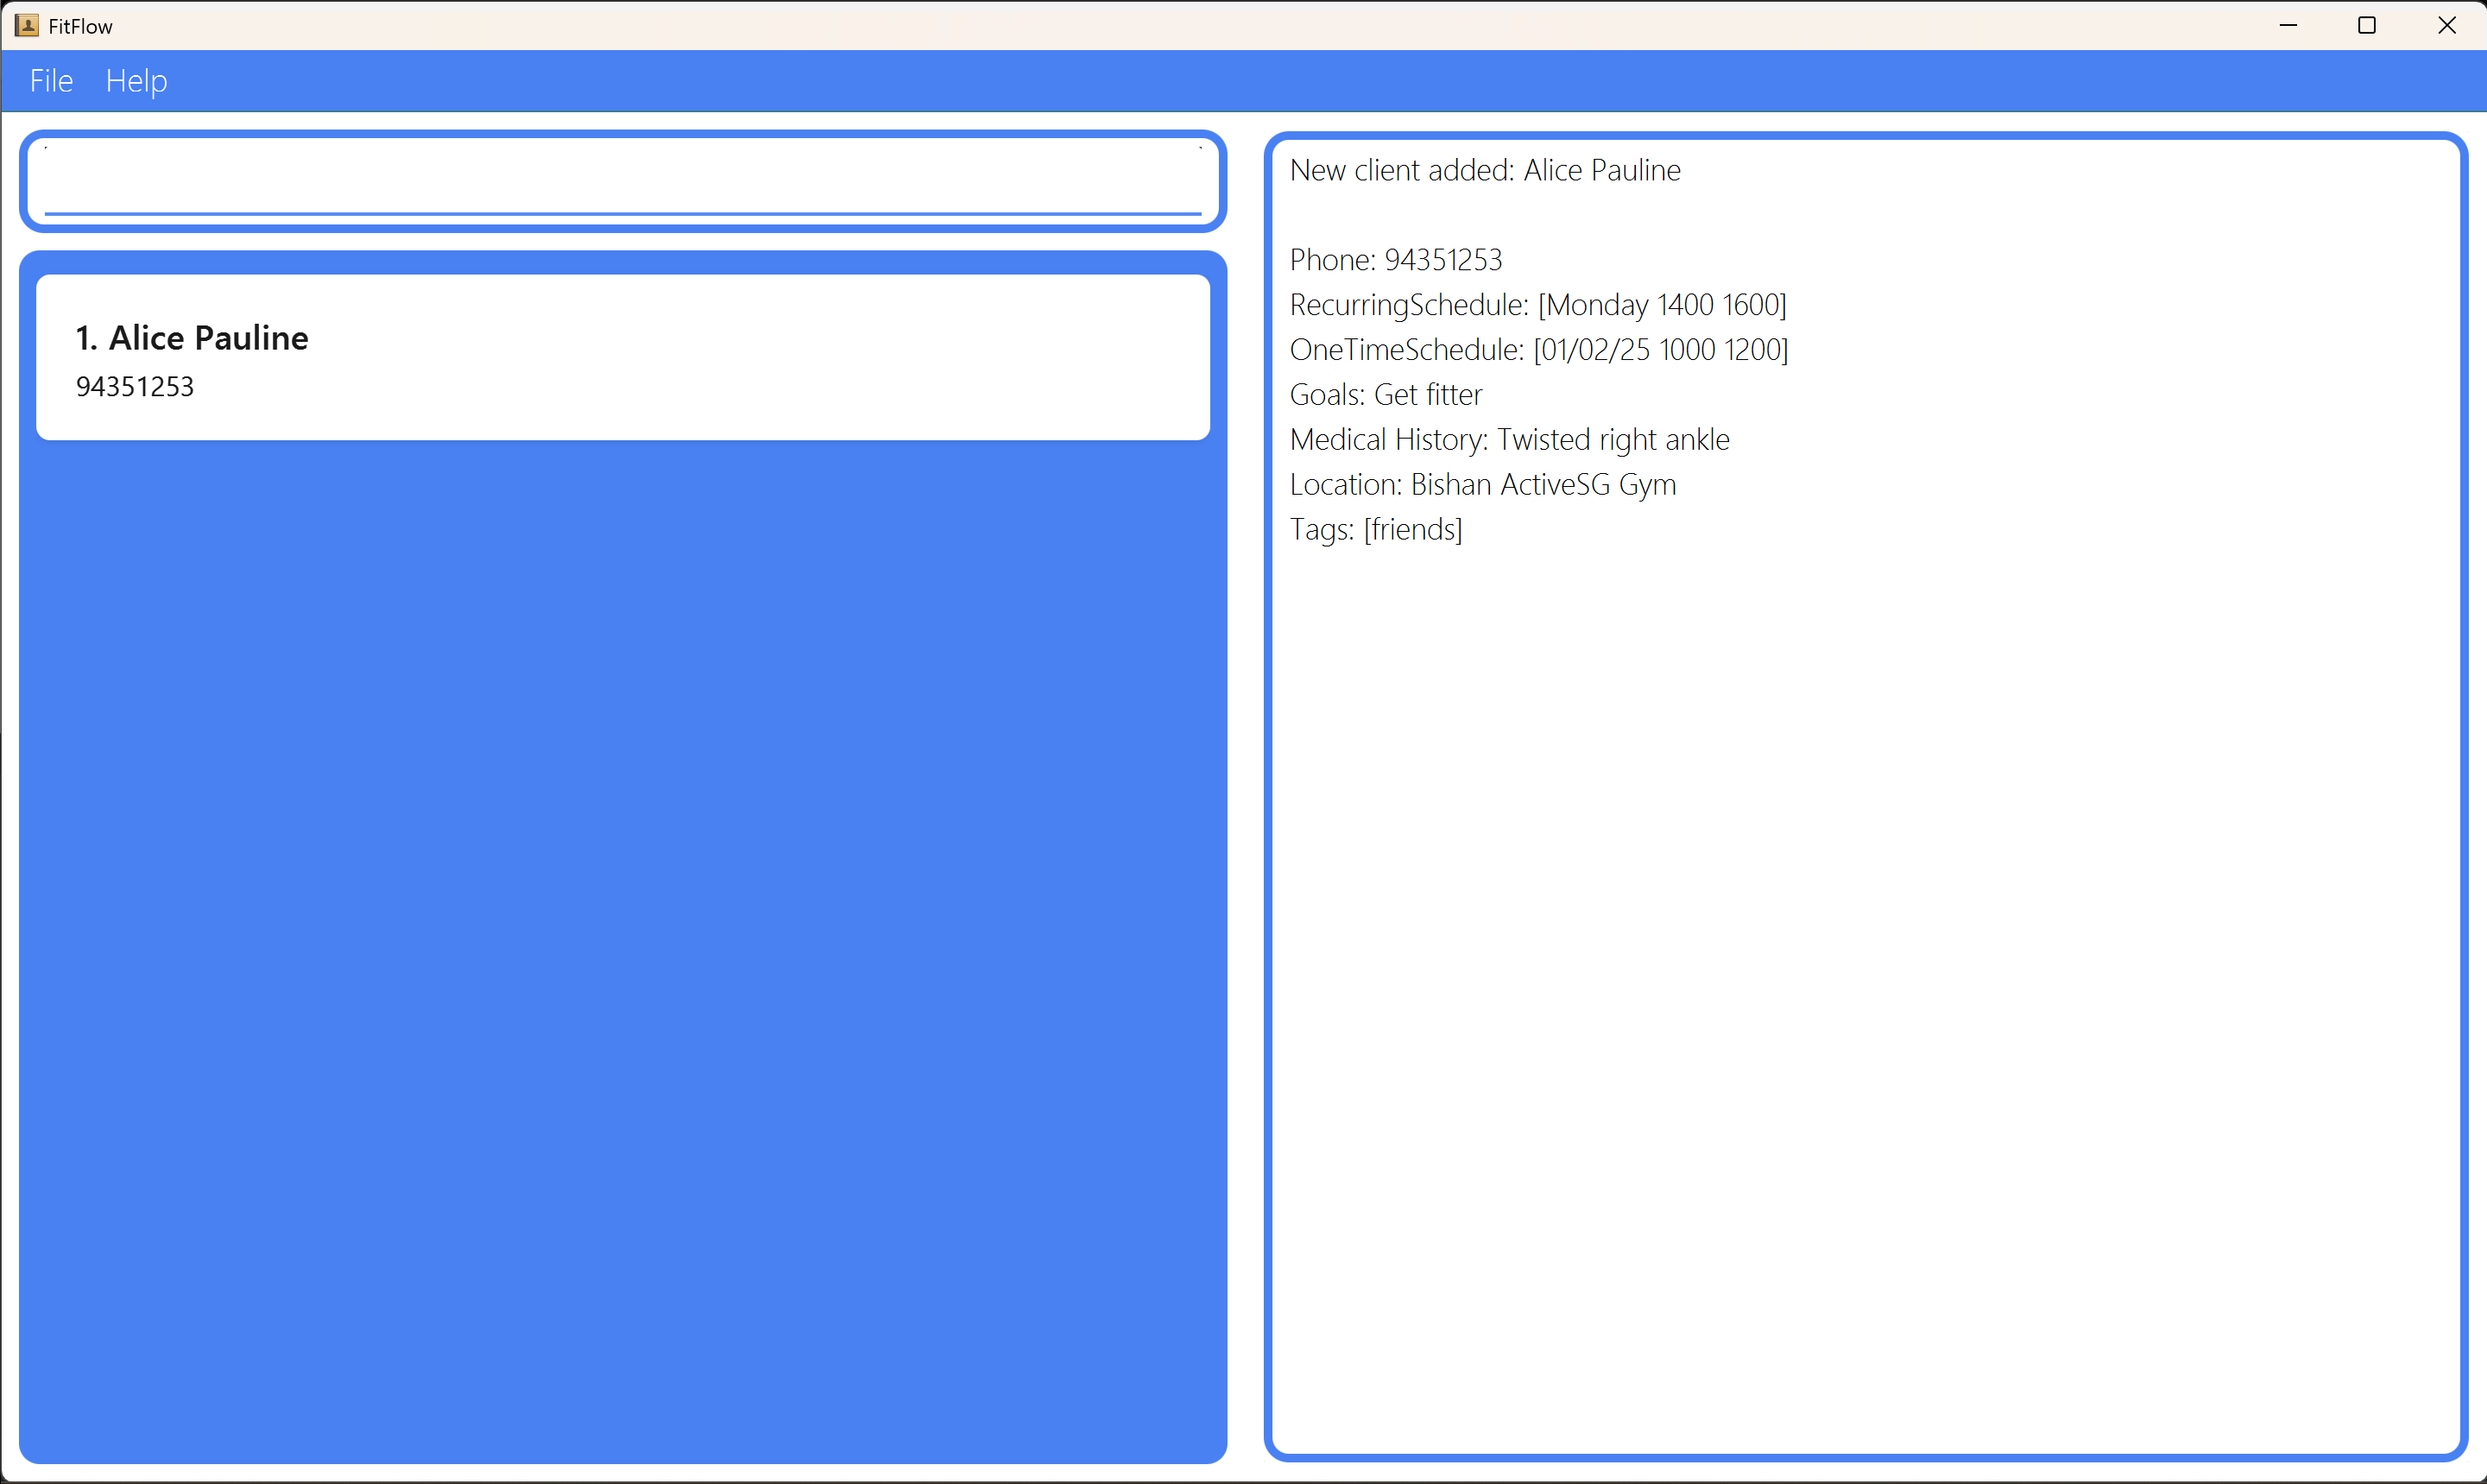 FitFlow
File Help
1. Alice Pauline
94351253
New client added: Alice Pauline
Phone: 94351253
RecurringSchedule: [Monday 1400 1600]
OneTimeSchedule: [01/02/25 1000 1200]
Goals: Get fitter
Medical History: Twisted right ankle
Location: Bishan ActiveSG Gym
Tags: [friends]